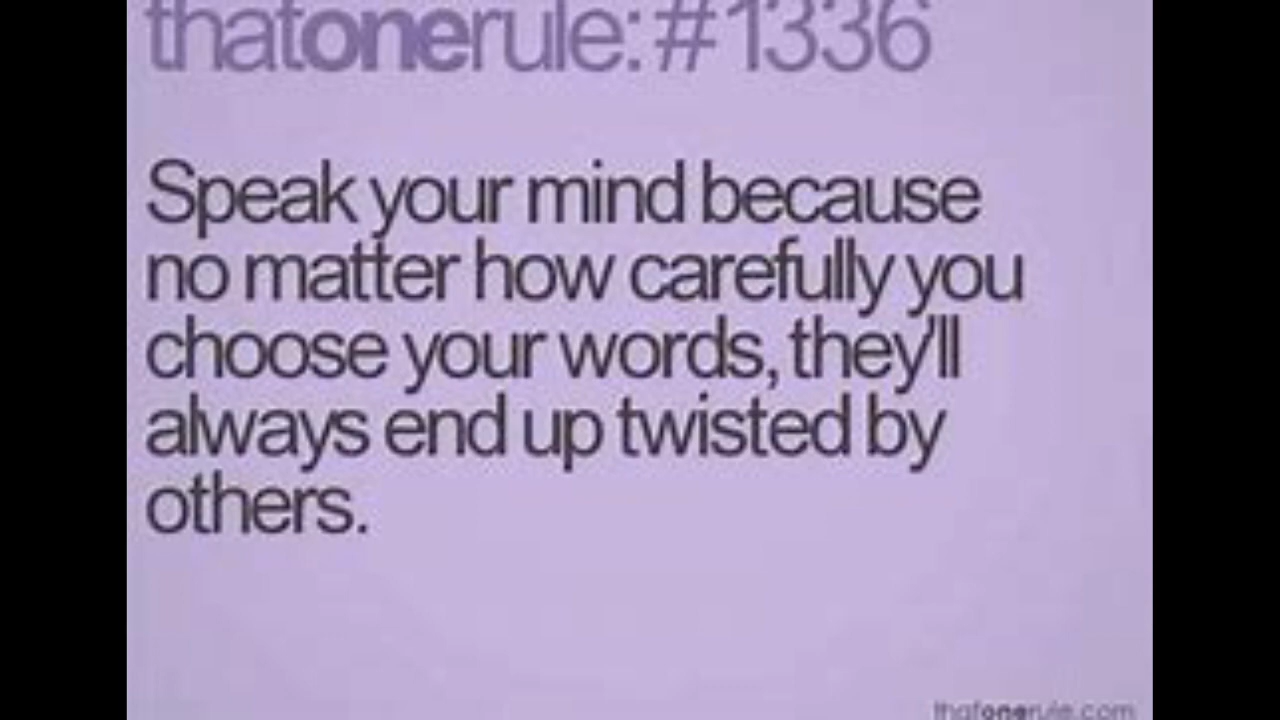 thatonerule: #1336
Speak your mind because
no matter how carefully you
choose your words, they'll
always end up twisted by
others.
thatonerule.com